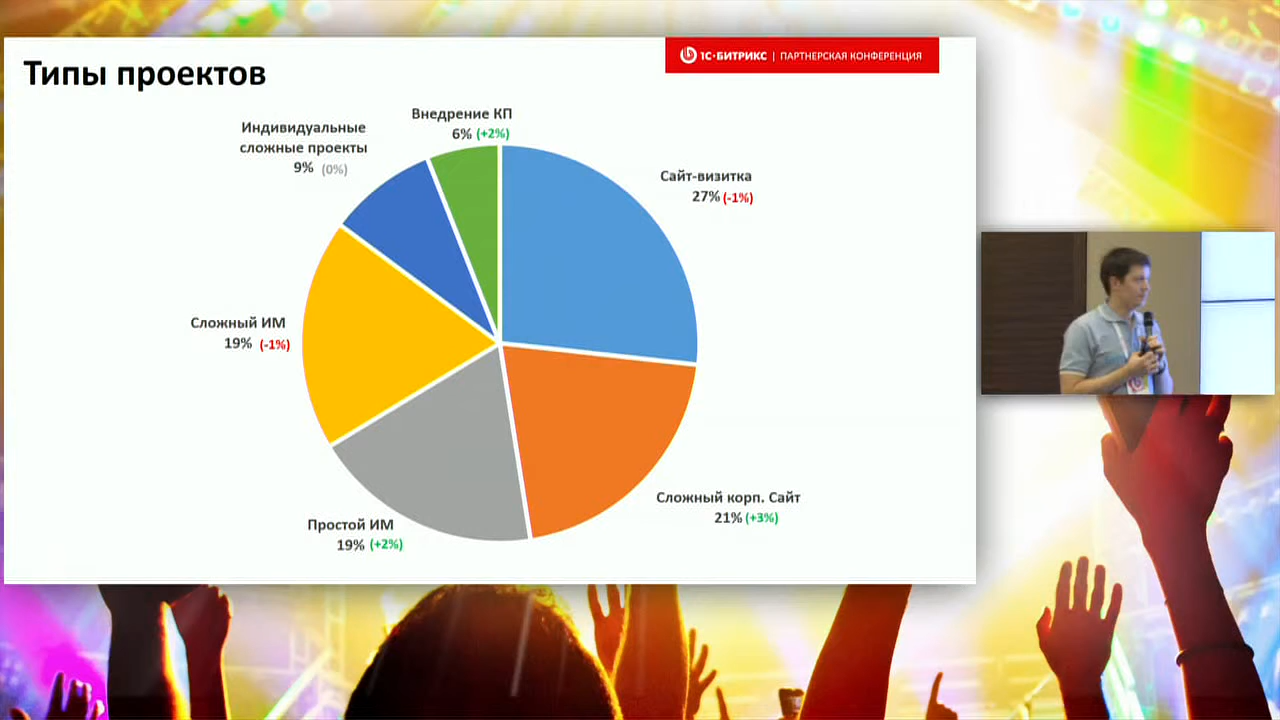 Типы проектов
1С·БИТРИКС | ПАРТНЕРСКАЯ КОНФЕРЕНЦИЯ
Внедрение КП
6% (+2%)
Индивидуальные
сложные проекты
9% (0%)
Сайт-визитка
27% (-1%)
Сложный ИМ
19% (-1%)
Сложный корп. Сайт
21% (+3%)
Простой ИМ
19% (+2%)